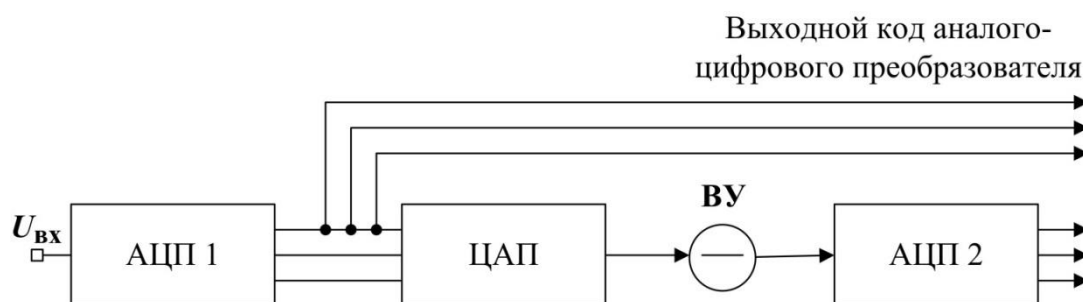 Выходной код аналого-
цифрового преобразователя
ВУ
Uвх
АЦП 1
ЦАП
АЦП 2